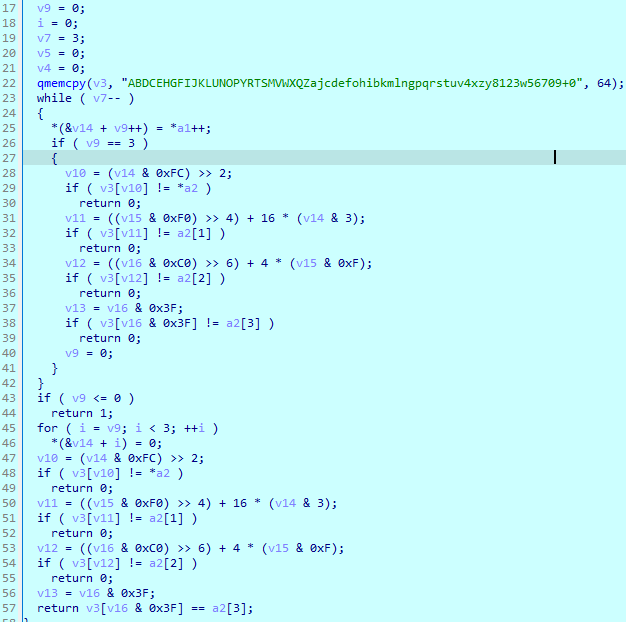 17 v9 = 0;
18 i = 0;
19 v7 = 3;
20 v5 = 0;
21 v4 = 0;
22 qmemcpy(v3, "ABDCEHGFIJKLUNOPYRTSMVWXQZajcdefohibkmlngpqrstuv4xzy8123w56709+0", 64);
23 while ( v7-- )
24 {
25 *(&v14 + v9++) = *a1++;
26 if ( v9 == 3 )
27 {
28 v10 = (v14 & 0xFC) >> 2;
29 if ( v3[v10] != *a2 )
30 return 0;
31 v11 = ((v15 & 0xF0) >> 4) + 16 * (v14 & 3);
32 if ( v3[v11] != a2[1] )
33 return 0;
34 v12 = ((v16 & 0xC0) >> 6) + 4 * (v15 & 0xF);
35 if ( v3[v12] != a2[2] )
36 return 0;
37 v13 = v16 & 0x3F;
38 if ( v3[v16 & 0x3F] != a2[3] )
39 return 0;
40 v9 = 0;
41 }
42 }
43 if ( v9 <= 0 )
44 return 1;
45 for ( i = v9; i < 3; ++i )
46 *(&v14 + i) = 0;
47 v10 = (v14 & 0xFC) >> 2;
48 if ( v3[v10] != *a2 )
49 return 0;
50 v11 = ((v15 & 0xF0) >> 4) + 16 * (v14 & 3);
51 if ( v3[v11] != a2[1] )
52 return 0;
53 v12 = ((v16 & 0xC0) >> 6) + 4 * (v15 & 0xF);
54 if ( v3[v12] != a2[2] )
55 return 0;
56 v13 = v16 & 0x3F;
57 return v3[v16 & 0x3F] == a2[3];